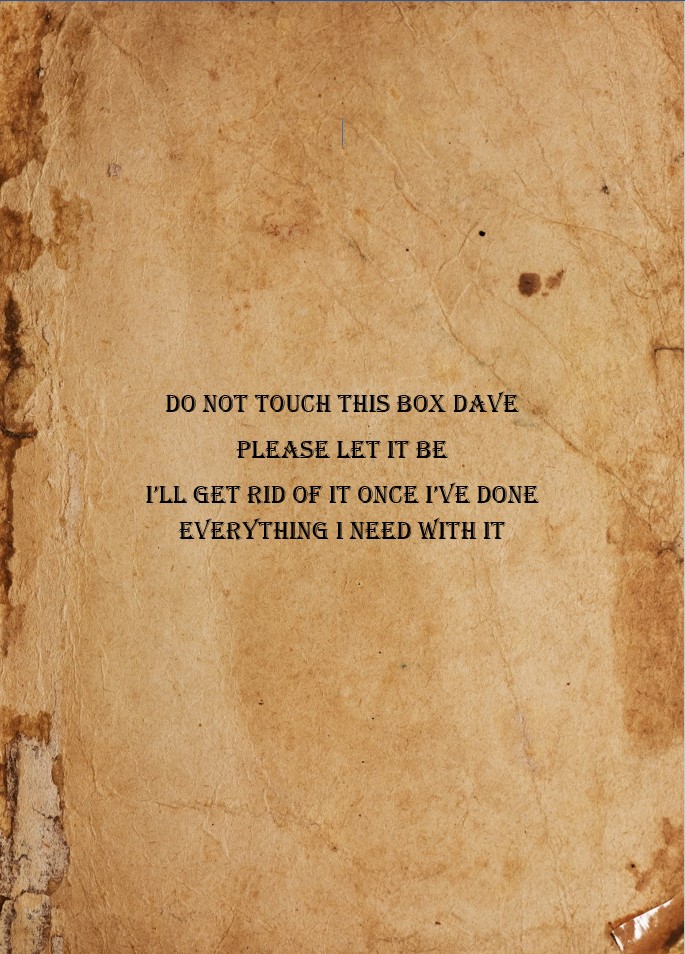 DO NOT TOUCH THIS BOX DAVE
PLEASE LET IT BE
I'LL GET RID OF IT ONCE I'VE DONE
EVERYTHING I NEED WITH IT